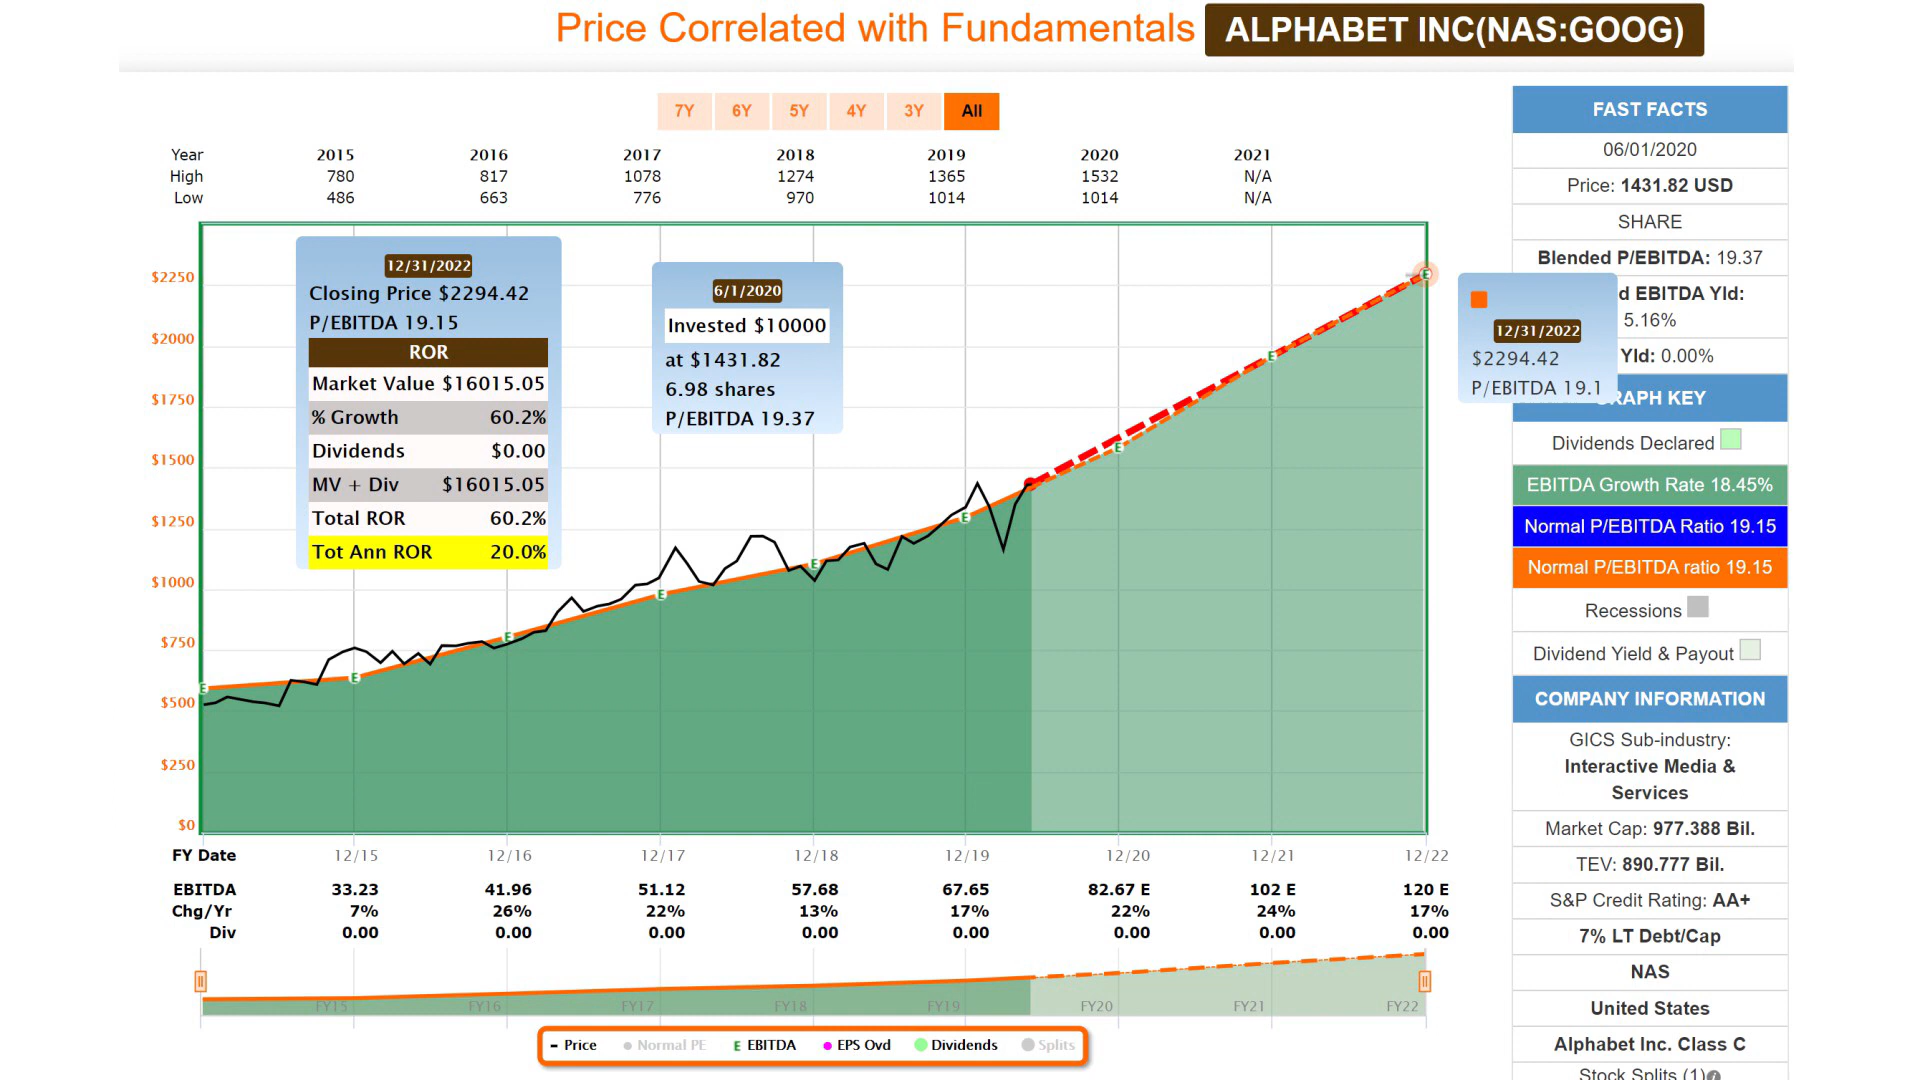 Price Correlated with Fundamentals ALPHABET INC(NAS:GOOG)
7Y 6Y 5Y 4Y 3Y All
Year 2015 2016 2017 2018 2019 2020 2021
High 780 817 1078 1274 1365 1532 N/A
Low 486 663 776 970 1014 1014 N/A
$2250
$2000
$1750
$1500
$1250
$1000
$750
$500
$250
$0
12/31/2022
Closing Price $2294.42
P/EBITDA 19.15
ROR
Market Value $16015.05
% Growth 60.2%
Dividends $0.00
MV + Div $16015.05
Total ROR 60.2%
Tot Ann ROR 20.0%
6/1/2020
Invested $10000
at $1431.82
6.98 shares
P/EBITDA 19.37
E E E E E E E E E
12/31/2022
$2294.42
P/EBITDA 19.1
FY Date 12/15 12/16 12/17 12/18 12/19 12/20 12/21 12/22
EBITDA 33.23 41.96 51.12 57.68 67.65 82.67 E 102 E 120 E
Chg/Yr 7% 26% 22% 13% 17% 22% 24% 17%
Div 0.00 0.00 0.00 0.00 0.00 0.00 0.00 0.00
FY15 FY16 FY17 FY18 FY19 FY20 FY21 FY22
Price Normal PE E EBITDA EPS Ovd Dividends Splits
FAST FACTS
06/01/2020
Price: 1431.82 USD
SHARE
Blended P/EBITDA: 19.37
d EBITDA Yld:
5.16%
Yld: 0.00%
RAPH KEY
Dividends Declared
EBITDA Growth Rate 18.45%
Normal P/EBITDA Ratio 19.15
Normal P/EBITDA ratio 19.15
Recessions
Dividend Yield & Payout
COMPANY INFORMATION
GICS Sub-industry:
Interactive Media &
Services
Market Cap: 977.388 Bil.
TEV: 890.777 Bil.
S&P Credit Rating: AA+
7% LT Debt/Cap
NAS
United States
Alphabet Inc. Class C
Stock Splits (1)